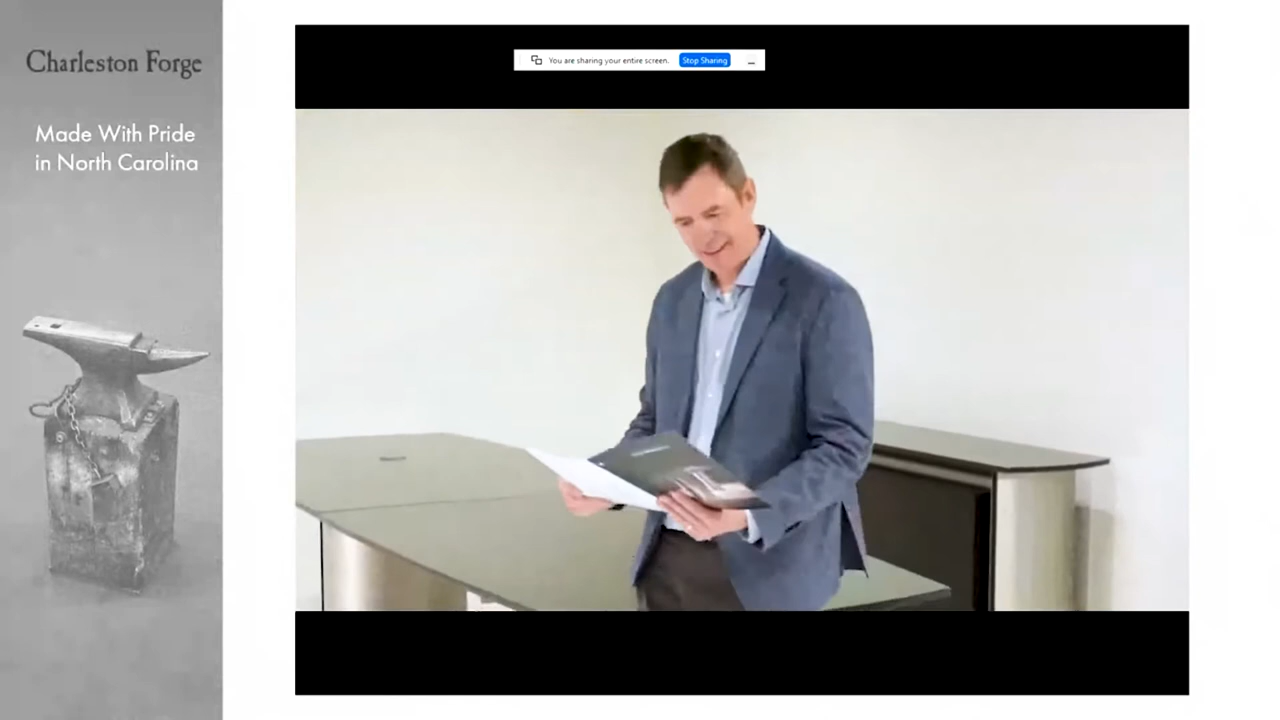 Charleston Forge
Made With Pride
in North Carolina
You are sharing your entire screen.
Stop Sharing